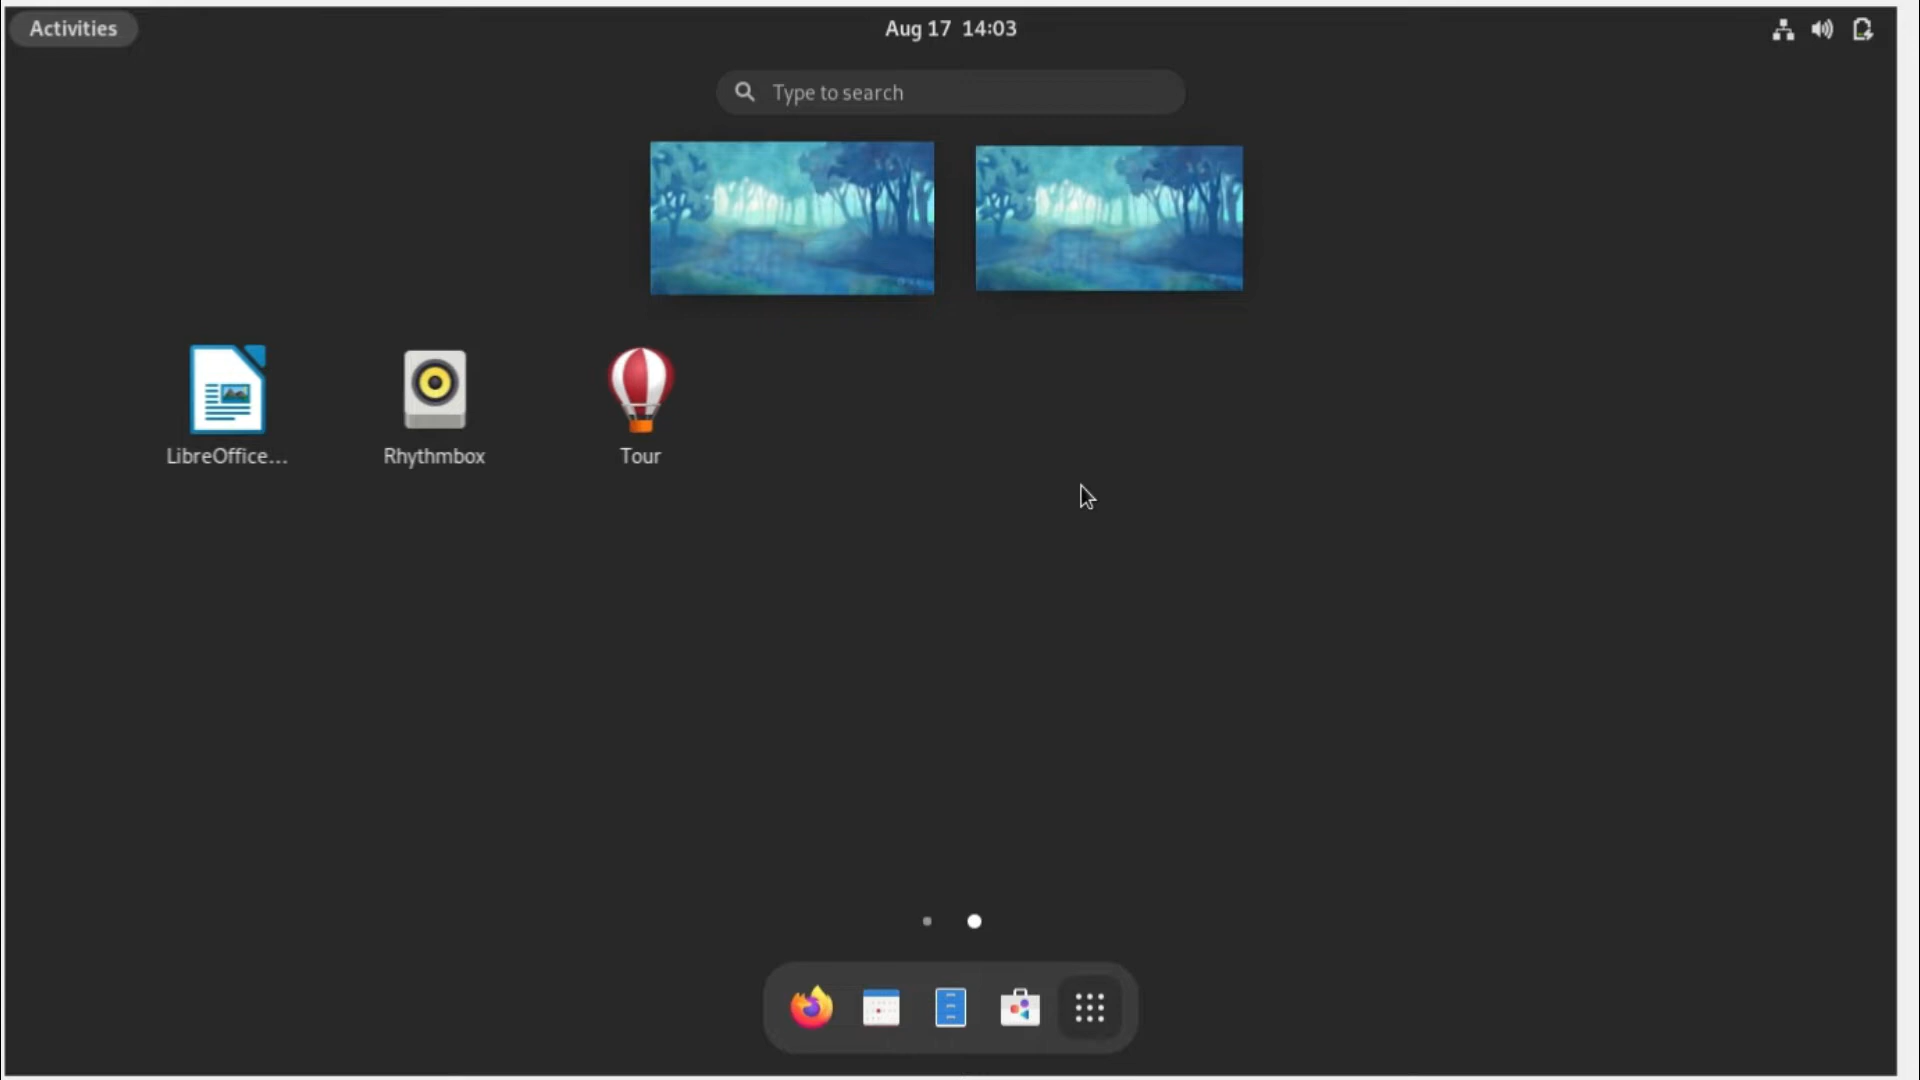 Activities
Aug 17 14:03
Type to search
LibreOffice...
Rhythmbox
Tour